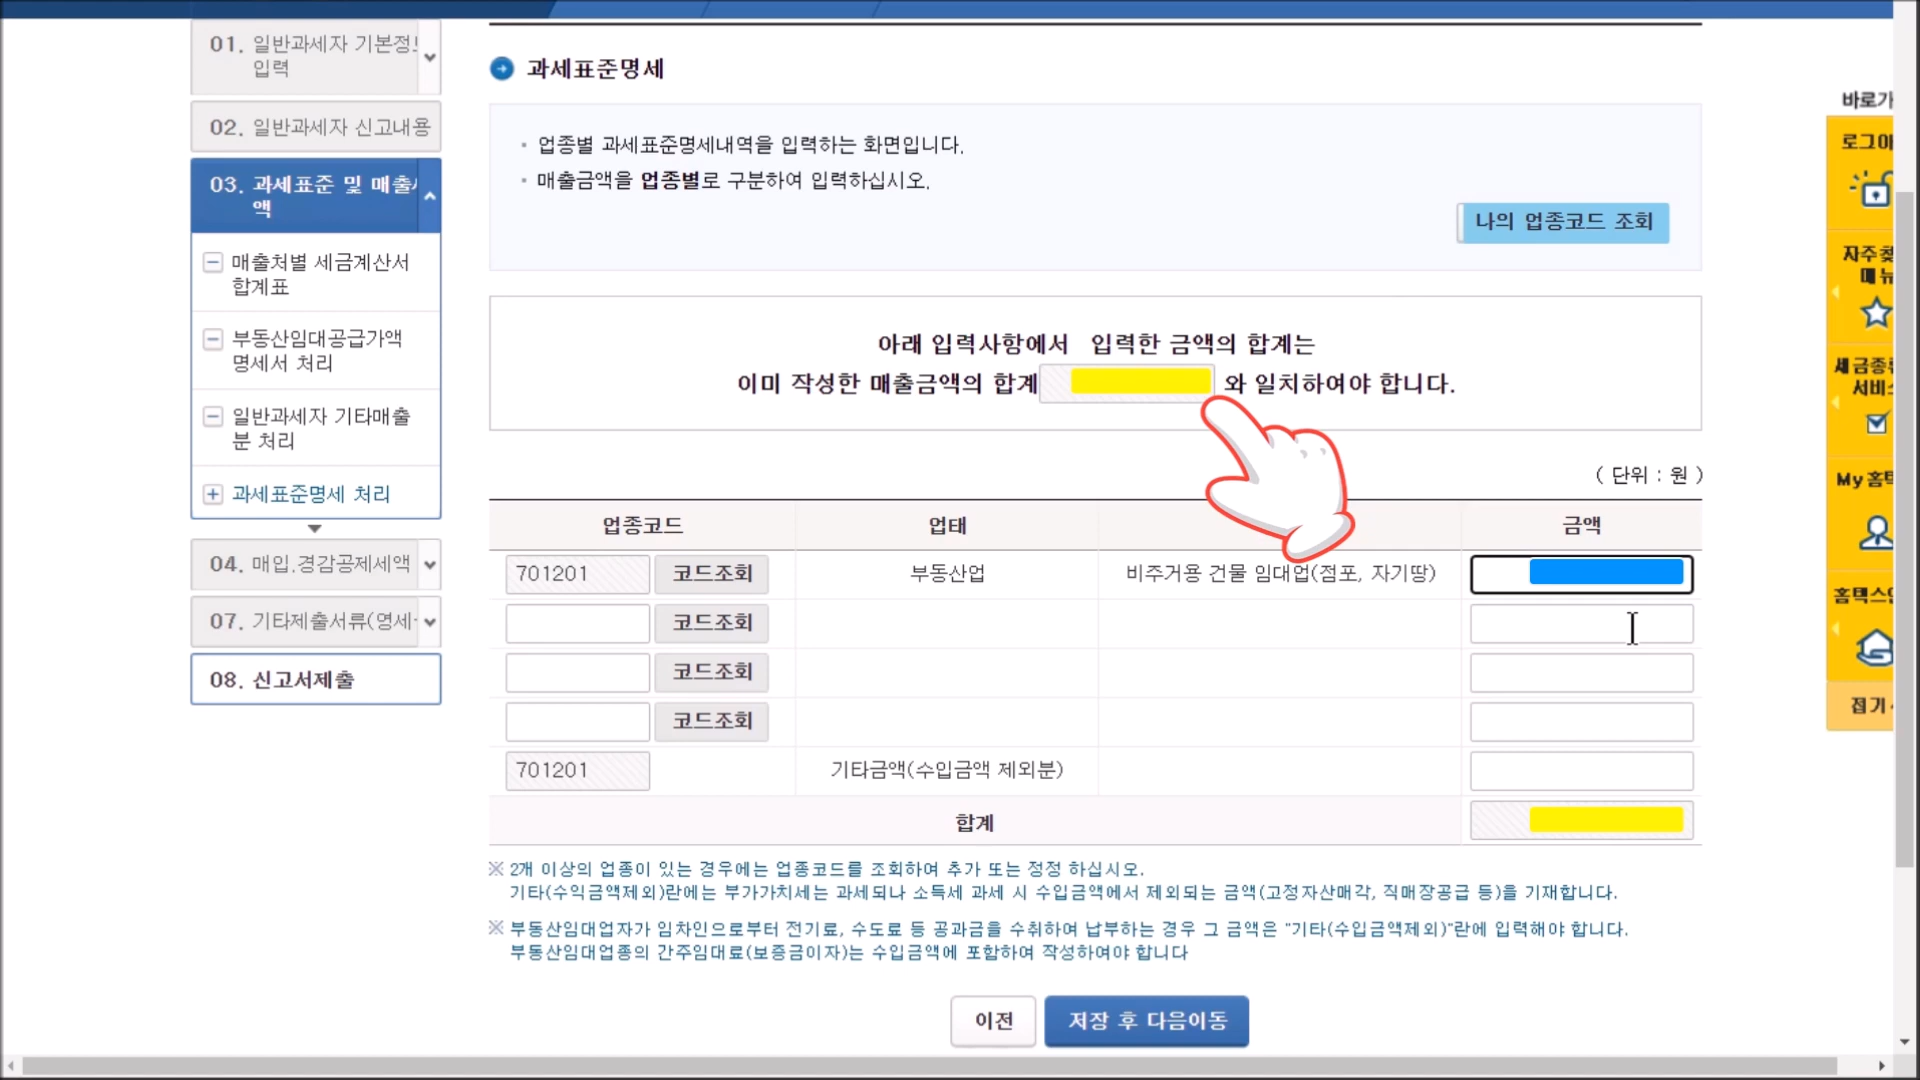 01. 일반과세자 기본정
입력
02. 일반과세자 신고내용
03. 과세표준 및 매출
액
매출처별 세금계산서
합계표
부동산임대공급가액
명세서 처리
일반과세자 기타매출
분 처리
과세표준명세 처리
04. 매입.경감공제세액
07. 기타제출서류(영세
08. 신고서제출
과세표준명세
· 업종별 과세표준명세내역을 입력하는 화면입니다.
· 매출금액을 업종별로 구분하여 입력하십시오.
나의 업종코드 조회
아래 입력사항에서 입력한 금액의 합계는
이미 작성한 매출금액의 합계 와 일치하여야 합니다.
( 단위 : 원 )
업종코드 업태 금액
701201 코드조회 부동산업 비주거용 건물 임대업(점포, 자기땅)
코드조회
코드조회
코드조회
701201 기타금액(수입금액 제외분)
합계
※ 2개 이상의 업종이 있는 경우에는 업종코드를 조회하여 추가 또는 정정 하십시오.
기타(수익금액제외)란에는 부가가치세는 과세되나 소득세 과세 시 수입금액에서 제외되는 금액(고정자산매각, 직매장공급 등)을 기재합니다.
※ 부동산임대업자가 임차인으로부터 전기료, 수도료 등 공과금을 수취하여 납부하는 경우 그 금액은 "기타(수입금액제외)"란에 입력해야 합니다.
부동산임대업종의 간주임대료(보증금이자)는 수입금액에 포함하여 작성하여야 합니다
이전 저장 후 다음이동
바로가
로그아
자주찾
메뉴
세금종
서비
My 홈
홈택스
접기